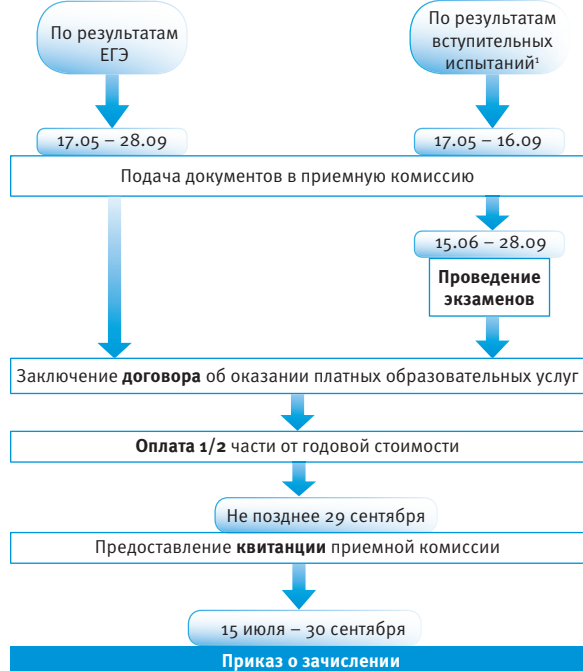 По результатам
ЕГЭ
По результатам
вступительных
испытаний¹
17.05 – 28.09
17.05 – 16.09
Подача документов в приемную комиссию
15.06 – 28.09
Проведение
экзаменов
Заключение договора об оказании платных образовательных услуг
Оплата 1/2 части от годовой стоимости
Не позднее 29 сентября
Предоставление квитанции приемной комиссии
15 июля – 30 сентября
Приказ о зачислении